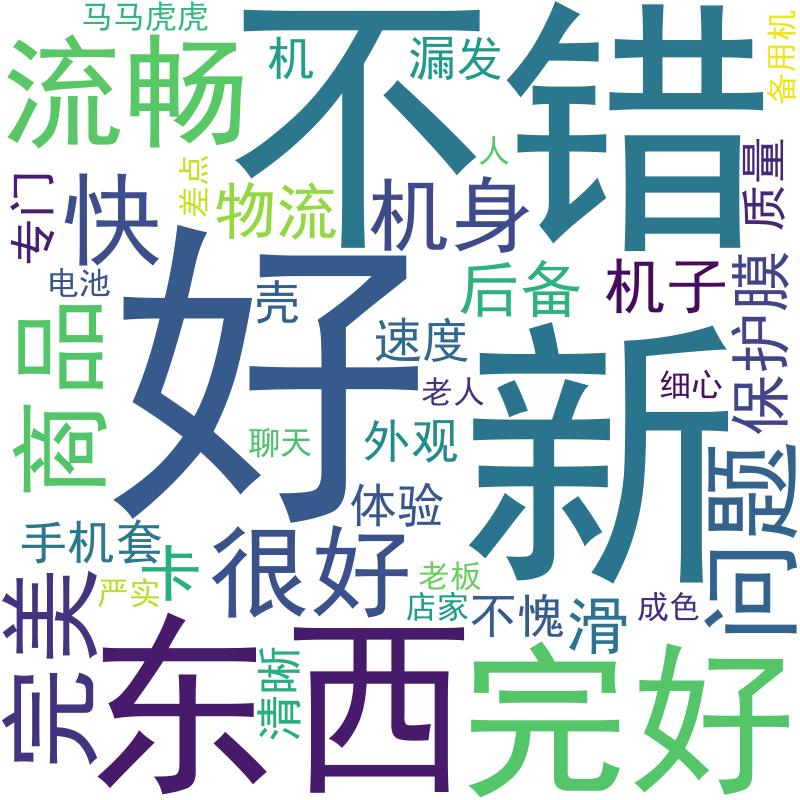 马马虎虎
流畅
不错
机
漏发
备用机
人
专门
快
差点
物流
机身
质量
电池
好
壳
后备
机子
保护膜
商品
速度
新
老人
细心
聊天
外观
问题
体验
手机套
卡
很好
完美
严实
老板
店家
不愧
滑
成色
东西
清晰
完好